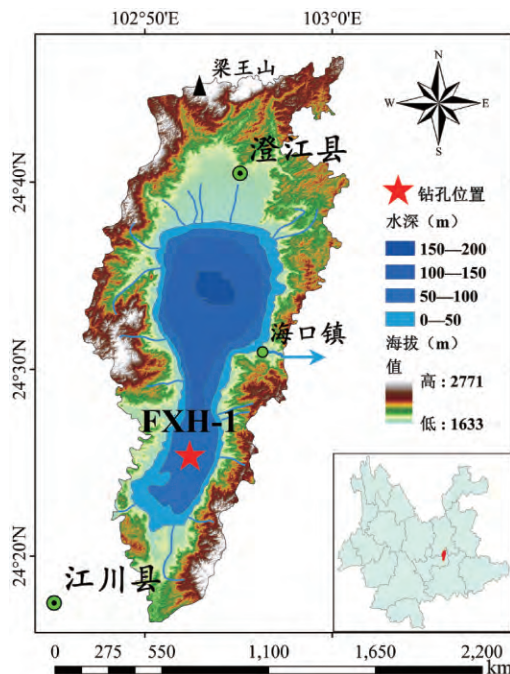 102°50′E
103°0′E
梁王山
N
W
E
S
澄江县
24°40′N
钻孔位置
水深（m）
150—200
100—150
50—100
0—50
海口镇
24°30′N
海拔（m）
值
高：2771
低：1633
FXH-1
24°20′N
江川县
0 275 550 1,100 1,650 2,200
km